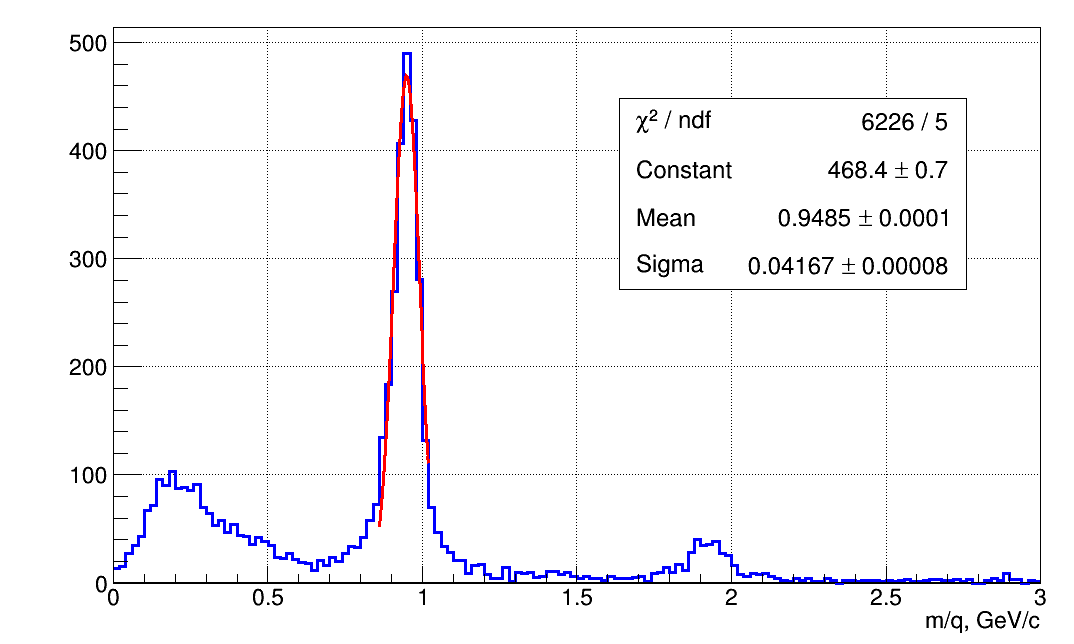 500
400
300
200
100
0
χ² / ndf 6226 / 5
Constant 468.4 ± 0.7
Mean 0.9485 ± 0.0001
Sigma 0.04167 ± 0.00008
0 0.5 1 1.5 2 2.5 3
m/q, GeV/c